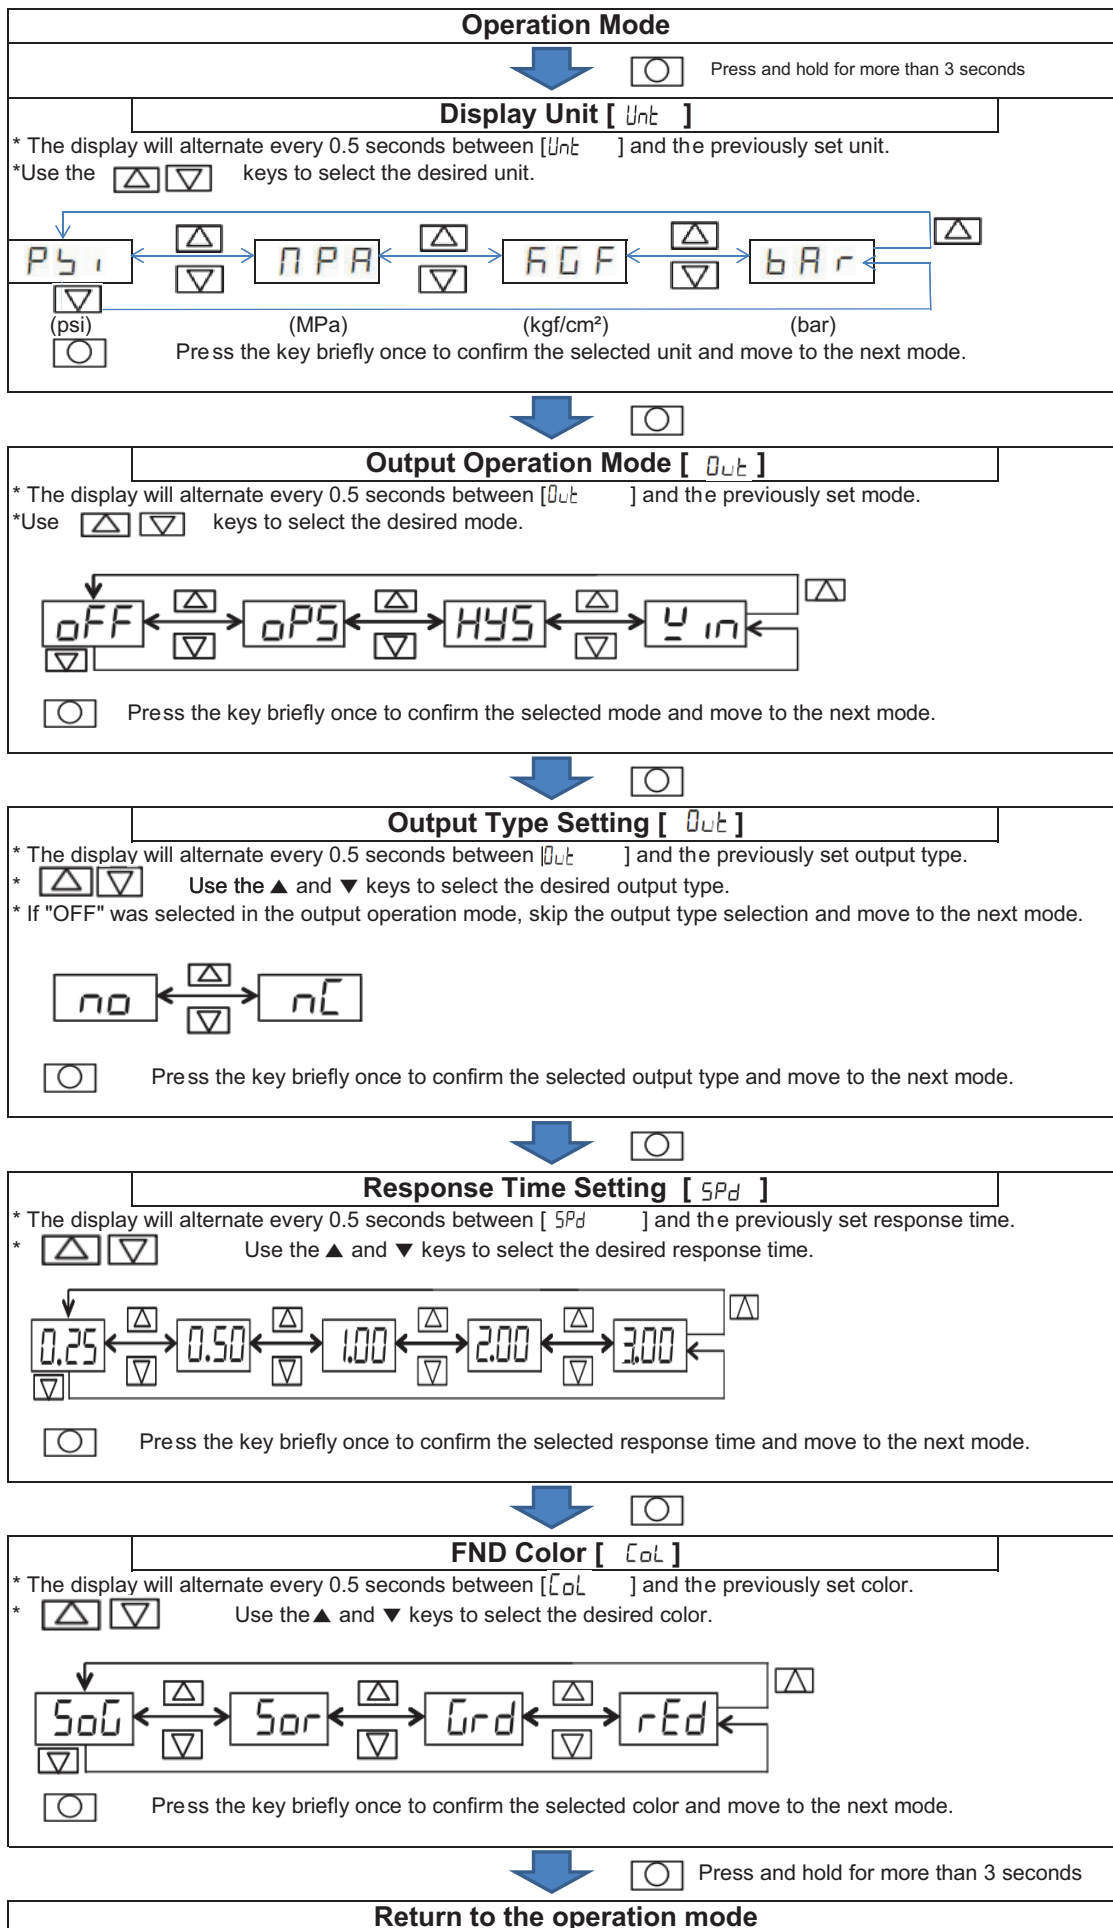 Operation Mode
Press and hold for more than 3 seconds
Display Unit [ Unt ]
* The display will alternate every 0.5 seconds between [Unt ] and the previously set unit.
*Use the △ ▽ keys to select the desired unit.
△ △ △ △
PSi MPA KGF bAr
▽ ▽ ▽ ▽
(psi) (MPa) (kgf/cm²) (bar)
Press the key briefly once to confirm the selected unit and move to the next mode.
Output Operation Mode [ Out ]
* The display will alternate every 0.5 seconds between [Out ] and the previously set mode.
*Use △ ▽ keys to select the desired mode.
△ △ △ △
oFF oPS HYS Win
▽ ▽ ▽ ▽
Press the key briefly once to confirm the selected mode and move to the next mode.
Output Type Setting [ Out ]
* The display will alternate every 0.5 seconds between [Out ] and the previously set output type.
* △ ▽ Use the ▲ and ▼ keys to select the desired output type.
* If "OFF" was selected in the output operation mode, skip the output type selection and move to the next mode.
△
no nC
▽
Press the key briefly once to confirm the selected output type and move to the next mode.
Response Time Setting [ SPd ]
* The display will alternate every 0.5 seconds between [ SPd ] and the previously set response time.
* △ ▽ Use the ▲ and ▼ keys to select the desired response time.
△ △ △ △ △
0.25 0.50 1.00 2.00 3.00
▽ ▽ ▽ ▽ ▽
Press the key briefly once to confirm the selected response time and move to the next mode.
FND Color [ CoL ]
* The display will alternate every 0.5 seconds between [CoL ] and the previously set color.
* △ ▽ Use the ▲ and ▼ keys to select the desired color.
△ △ △ △
SoG Sor Grd rEd
▽ ▽ ▽ ▽
Press the key briefly once to confirm the selected color and move to the next mode.
Press and hold for more than 3 seconds
Return to the operation mode